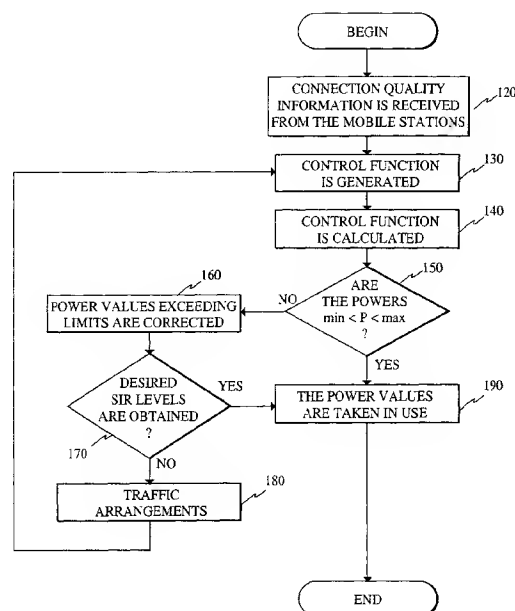 BEGIN
CONNECTION QUALITY
INFORMATION IS RECEIVED
FROM THE MOBILE STATIONS
120
CONTROL FUNCTION
IS GENERATED
130
CONTROL FUNCTION
IS CALCULATED
140
ARE
THE POWERS
min < P < max
?
150
NO
YES
160
POWER VALUES EXCEEDING
LIMITS ARE CORRECTED
DESIRED
SIR LEVELS
ARE OBTAINED
?
170
YES
NO
THE POWER VALUES
ARE TAKEN IN USE
190
TRAFFIC
ARRANGEMENTS
180
END